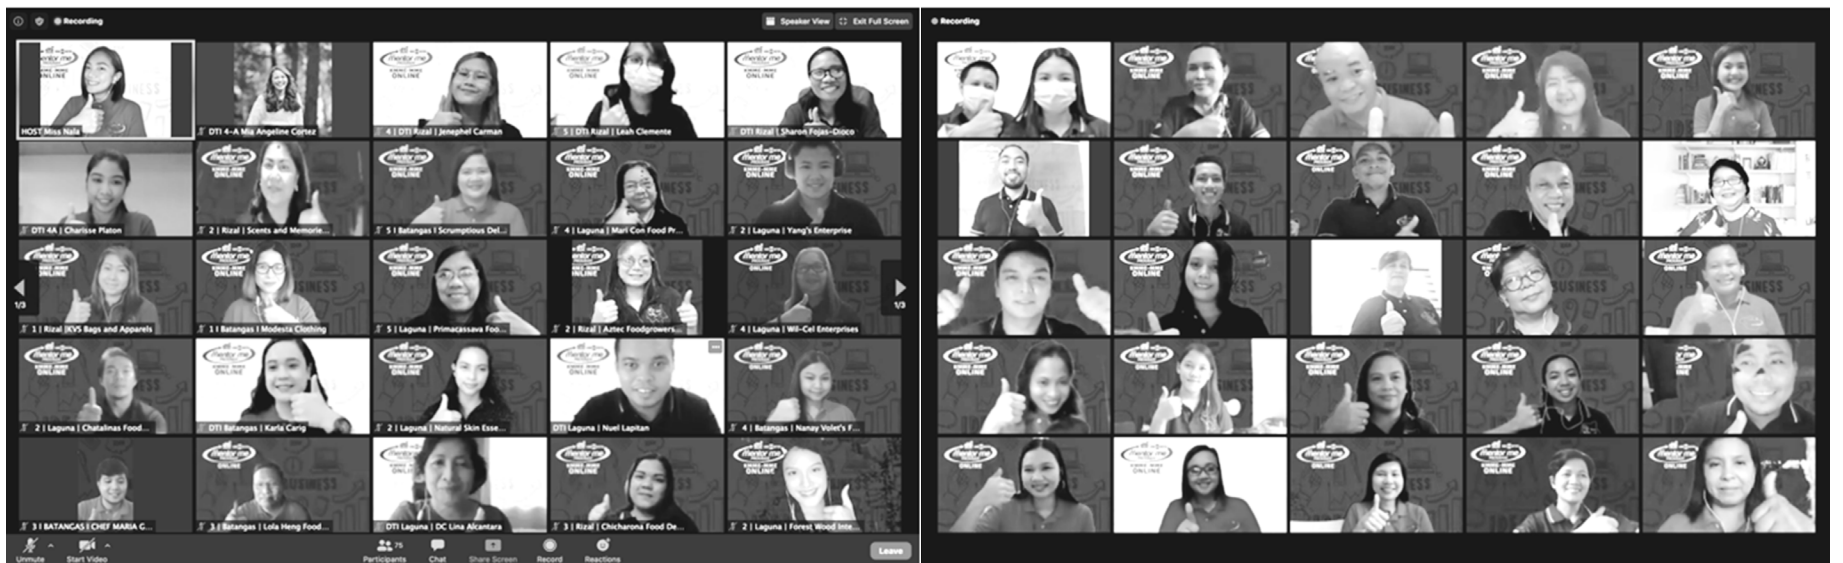 Recording
Speaker View
Exit Full Screen
HOST Miss Nala
DTI 4-A Mia Angeline Cortez
4 | DTI Rizal | Jenephel Carman
5 | DTI Rizal | Leah Clemente
DTI Rizal | Sharon Fojas-Dioco
DTI 4A | Charisse Platon
2 | Rizal | Scents and Memorie...
5 I Batangas I Scrumptious Del...
4 | Laguna | Mari Con Food Pr...
2 | Laguna | Yang's Enterprise
1 | Rizal |KVS Bags and Apparels
1 I Batangas I Modesta Clothing
5 | Laguna | Primacassava Foo...
2 | Rizal | Aztec Foodgrowers...
4 | Laguna | Wil-Cel Enterprises
1/3
1/3
2 | Laguna | Chatalinas Food...
DTI Batangas | Karla Carig
2 | Laguna | Natural Skin Esse...
DTI Laguna | Nuel Lapitan
4 | Batangas | Nanay Volet's F...
3 I BATANGAS I CHEF MARIA G...
3 | Batangas | Lola Heng Food...
DTI Laguna | DC Lina Alcantara
3 | Rizal | Chicharona Food De...
2 | Laguna | Forest Wood Inte...
Unmute
Start Video
Participants
75
Chat
Share Screen
Record
Reactions
Leave
Recording
mentor me
ONLINE